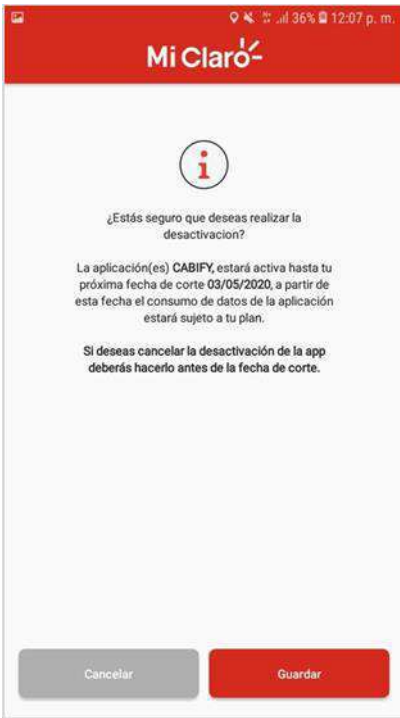 36% 12:07 p. m.
Mi Claro
i
¿Estás seguro que deseas realizar la
desactivacion?
La aplicación(es) CABIFY, estará activa hasta tu
próxima fecha de corte 03/05/2020, a partir de
esta fecha el consumo de datos de la aplicación
estará sujeto a tu plan.
Si deseas cancelar la desactivación de la app
deberás hacerlo antes de la fecha de corte.
Cancelar
Guardar